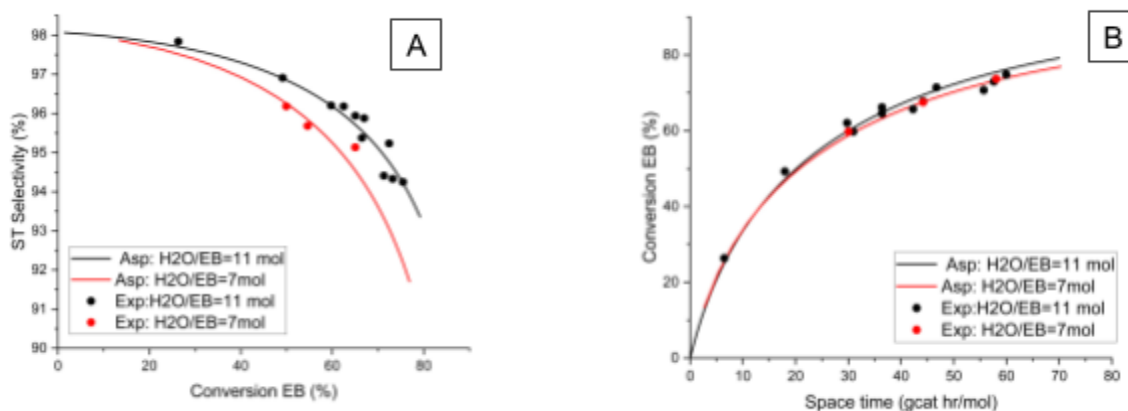 A
98
97
96
95
94
93
92
91
90
0
20
40
60
80
ST Selectivity (%)
Conversion EB (%)
Asp: H2O/EB=11 mol
Asp: H2O/EB=7mol
Exp:H2O/EB=11 mol
Exp: H2O/EB=7mol
B
80
60
40
20
0
0
10
20
30
40
50
60
70
80
Conversion EB (%)
Space time (gcat hr/mol)
Asp: H2O/EB=11 mol
Asp: H2O/EB=7mol
Exp:H2O/EB=11 mol
Exp: H2O/EB=7mol